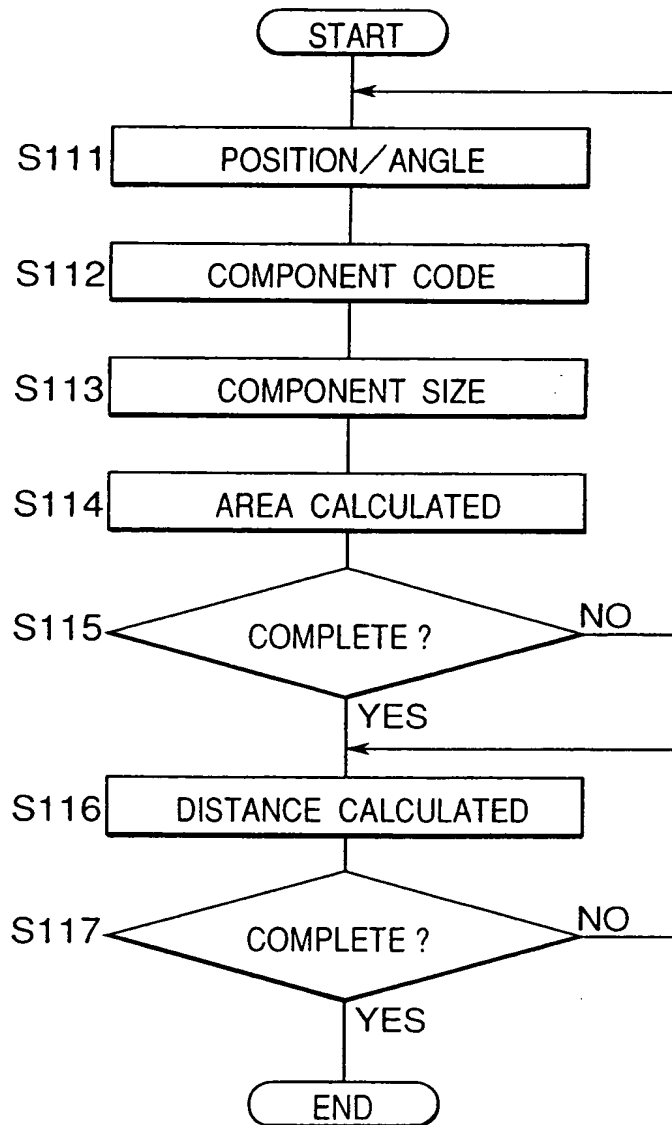 START
S111 POSITION/ANGLE
S112 COMPONENT CODE
S113 COMPONENT SIZE
S114 AREA CALCULATED
S115 COMPLETE ? NO
YES
S116 DISTANCE CALCULATED
S117 COMPLETE ? NO
YES
END